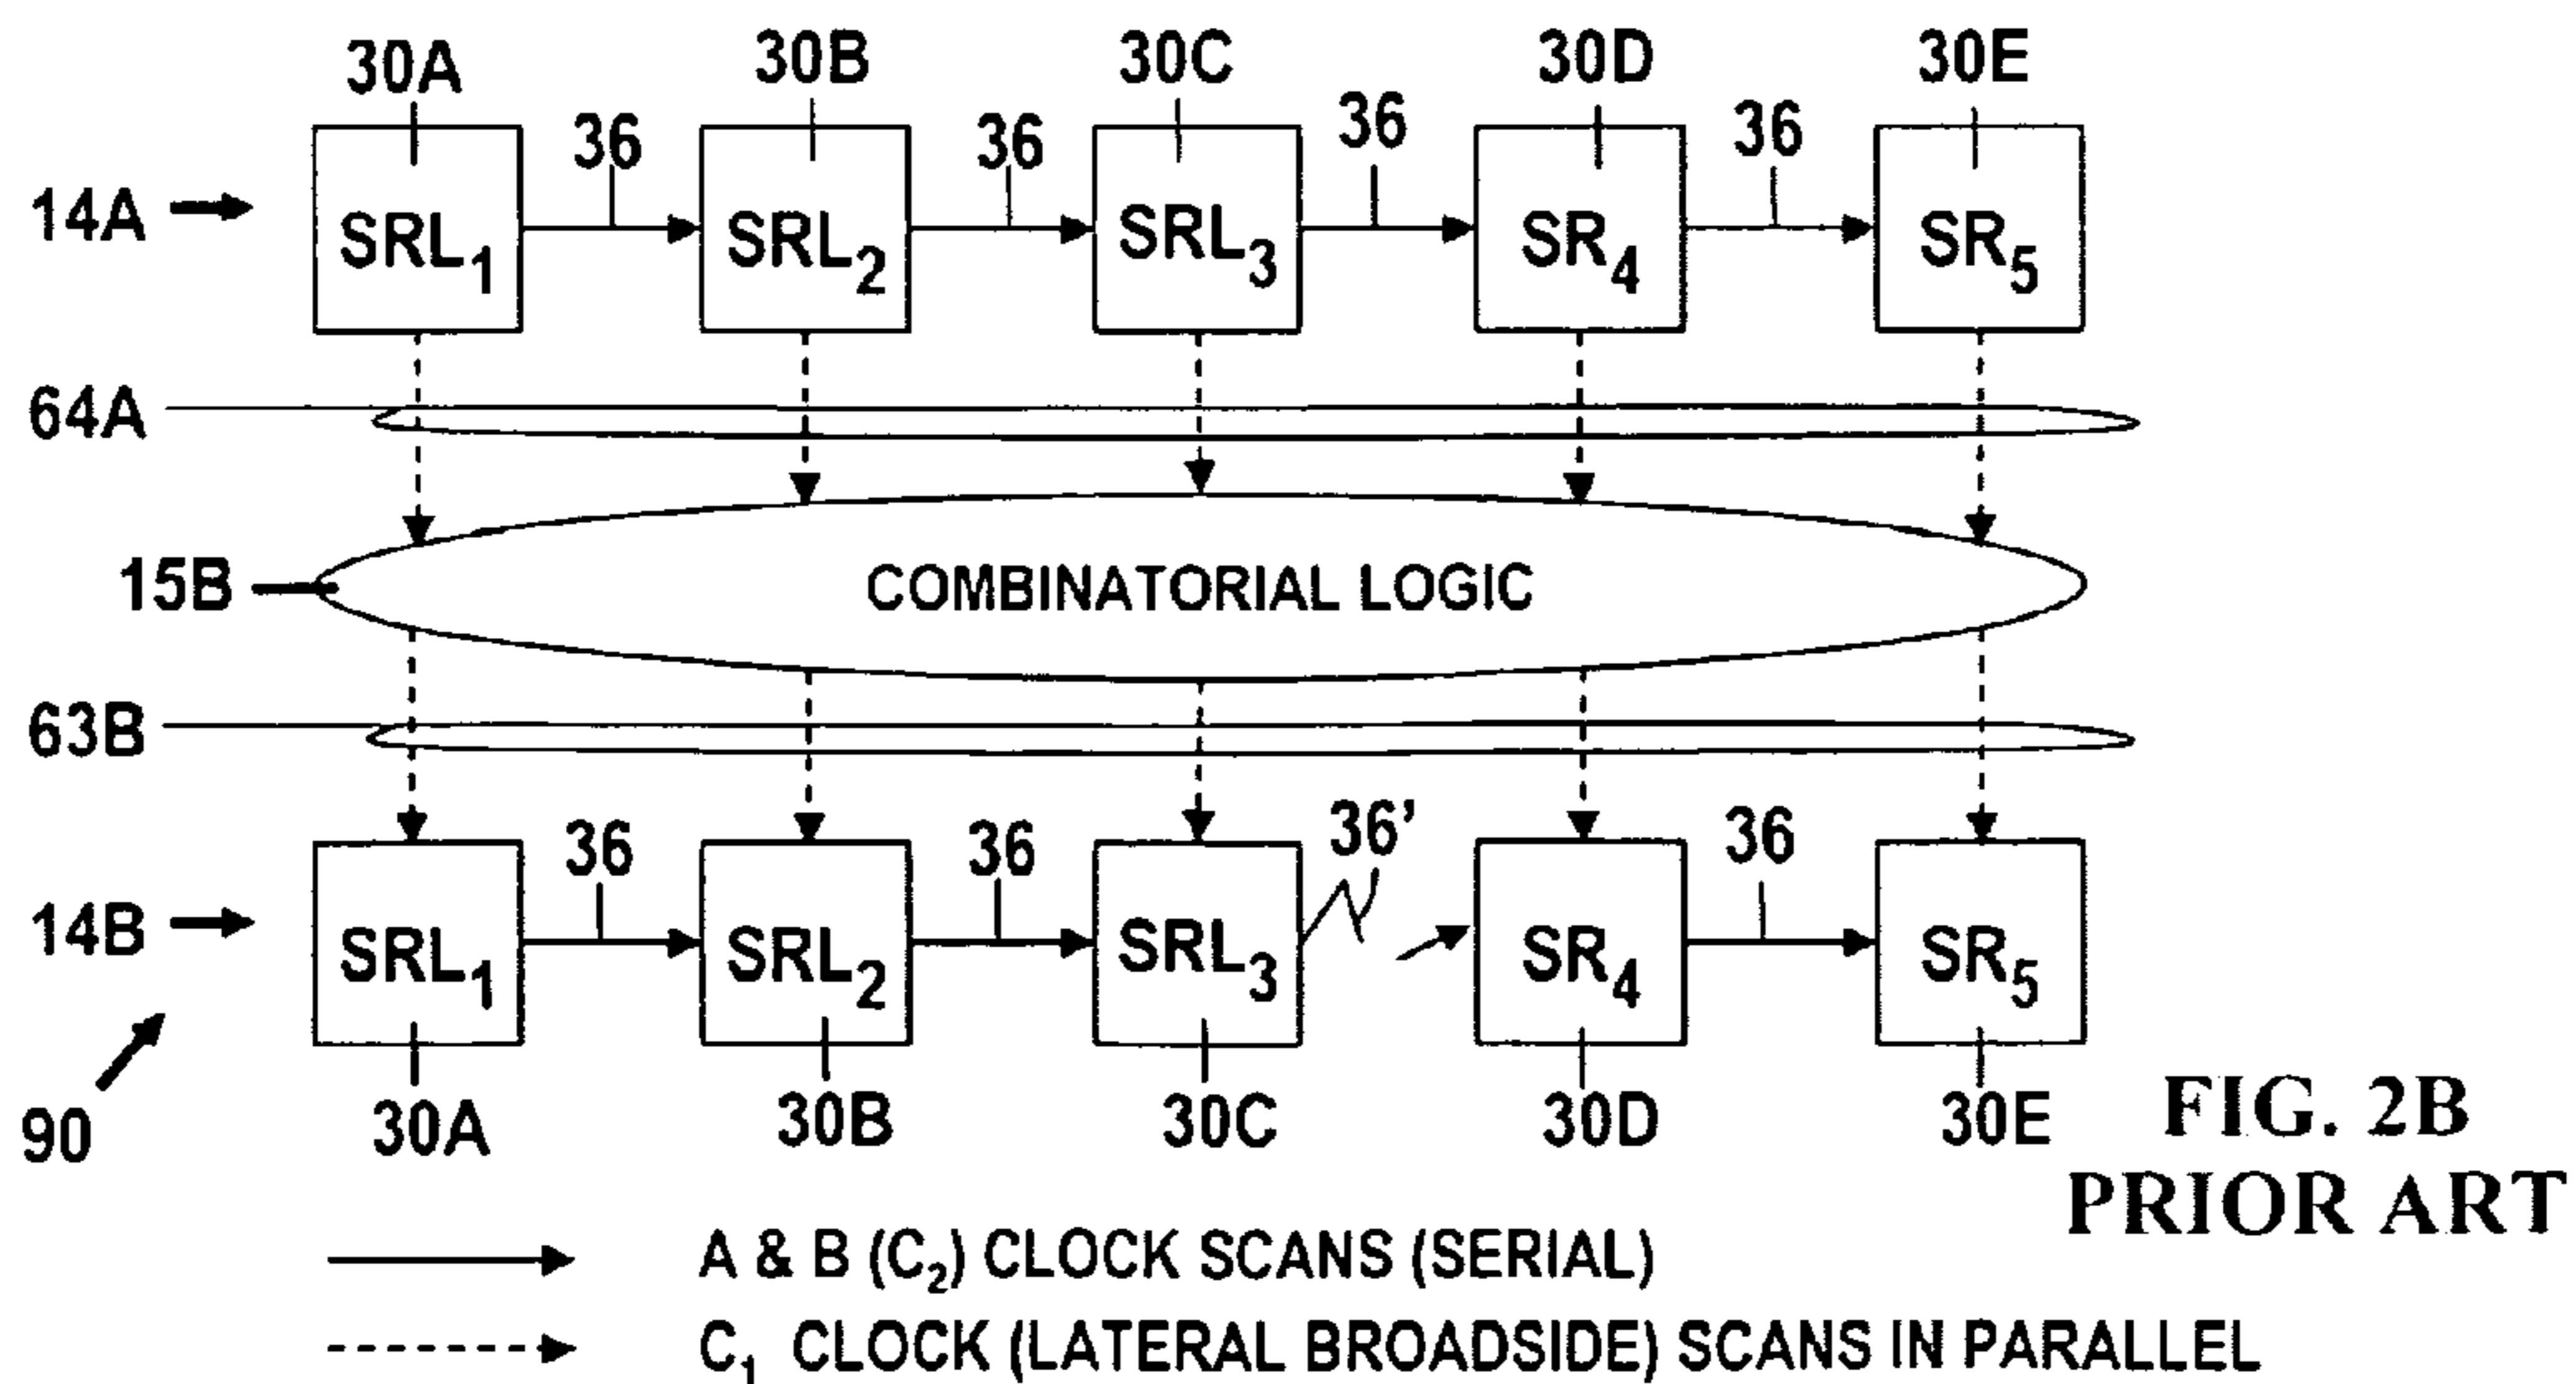 30A 30B 30C 30D 30E
36 36 36 36
14A SRL1 SRL2 SRL3 SR4 SR5
64A
15B COMBINATORIAL LOGIC
63B
36 36 36' 36
14B SRL1 SRL2 SRL3 SR4 SR5
90 30A 30B 30C 30D 30E
FIG. 2B
PRIOR ART
A & B (C2) CLOCK SCANS (SERIAL)
C1 CLOCK (LATERAL BROADSIDE) SCANS IN PARALLEL